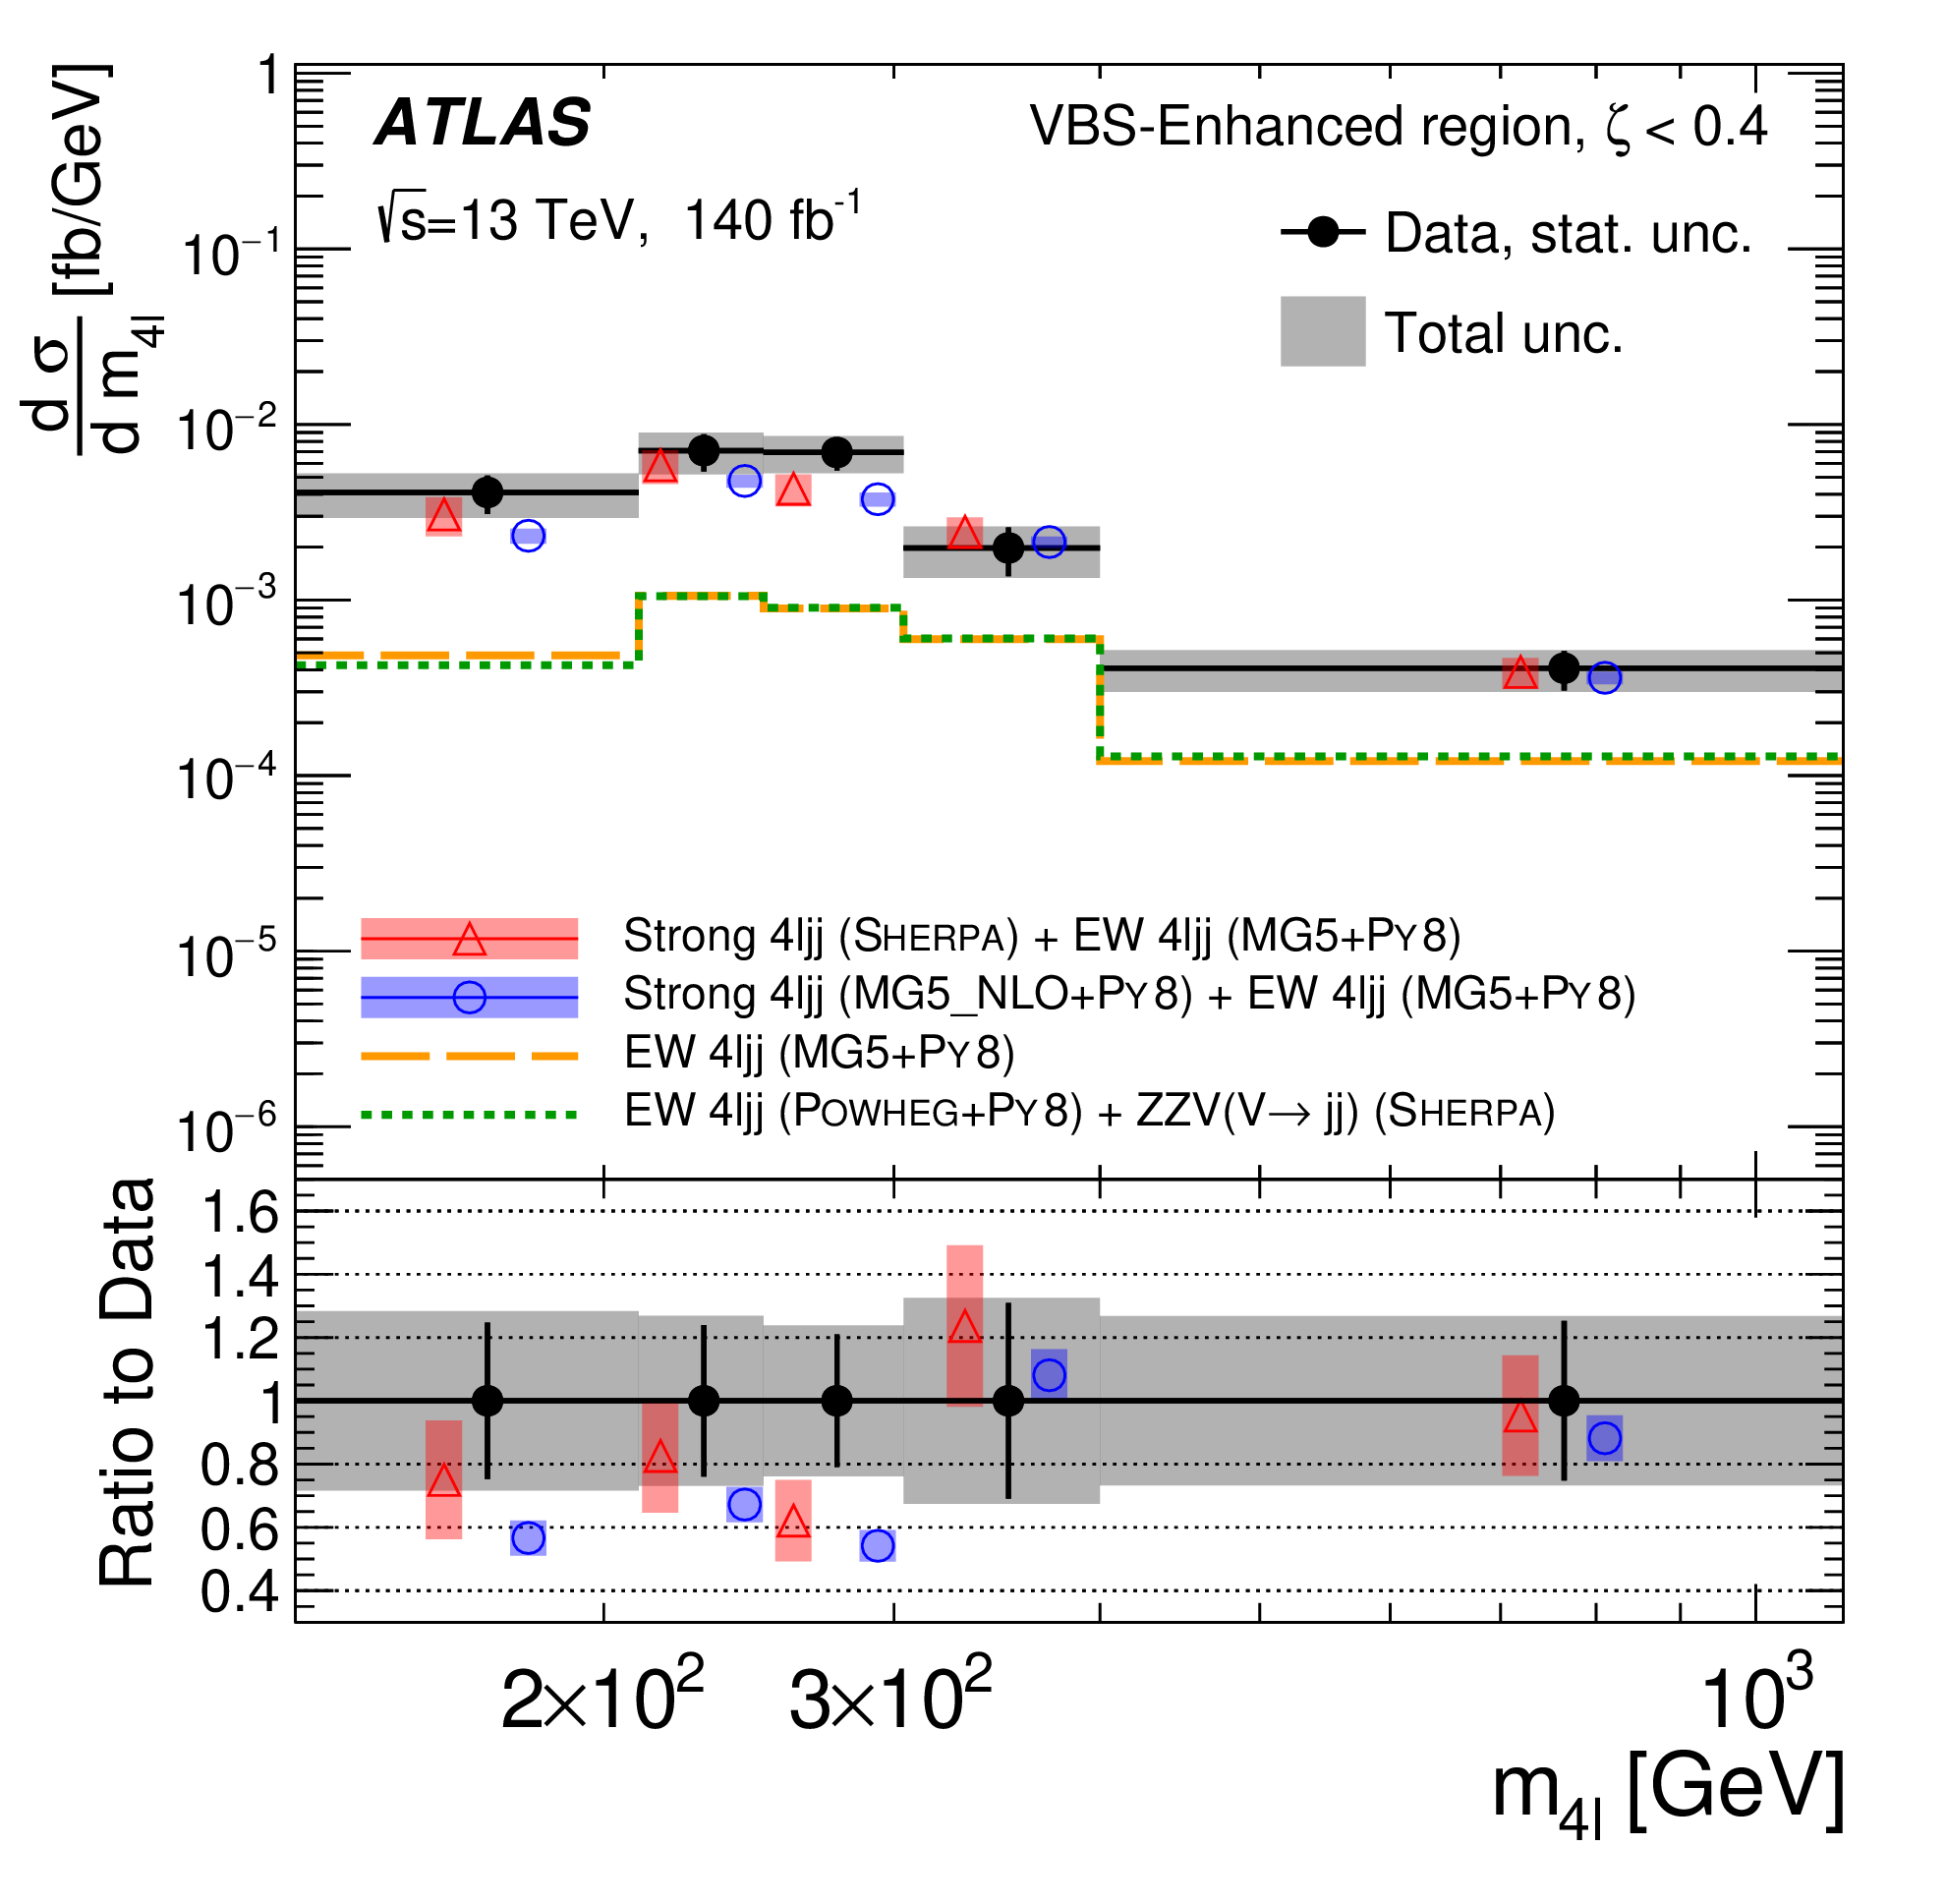 ATLAS
VBS-Enhanced region, ζ < 0.4
√s=13 TeV, 140 fb⁻¹
Data, stat. unc.
Total unc.
d σ / d m₄ₗ [fb/GeV]
1
10⁻¹
10⁻²
10⁻³
10⁻⁴
10⁻⁵
10⁻⁶
Strong 4ljj (SHERPA) + EW 4ljj (MG5+PY8)
Strong 4ljj (MG5_NLO+PY8) + EW 4ljj (MG5+PY8)
EW 4ljj (MG5+PY8)
EW 4ljj (POWHEG+PY8) + ZZV(V→ jj) (SHERPA)
Ratio to Data
1.6
1.4
1.2
1
0.8
0.6
0.4
2×10²
3×10²
10³
m₄ₗ [GeV]